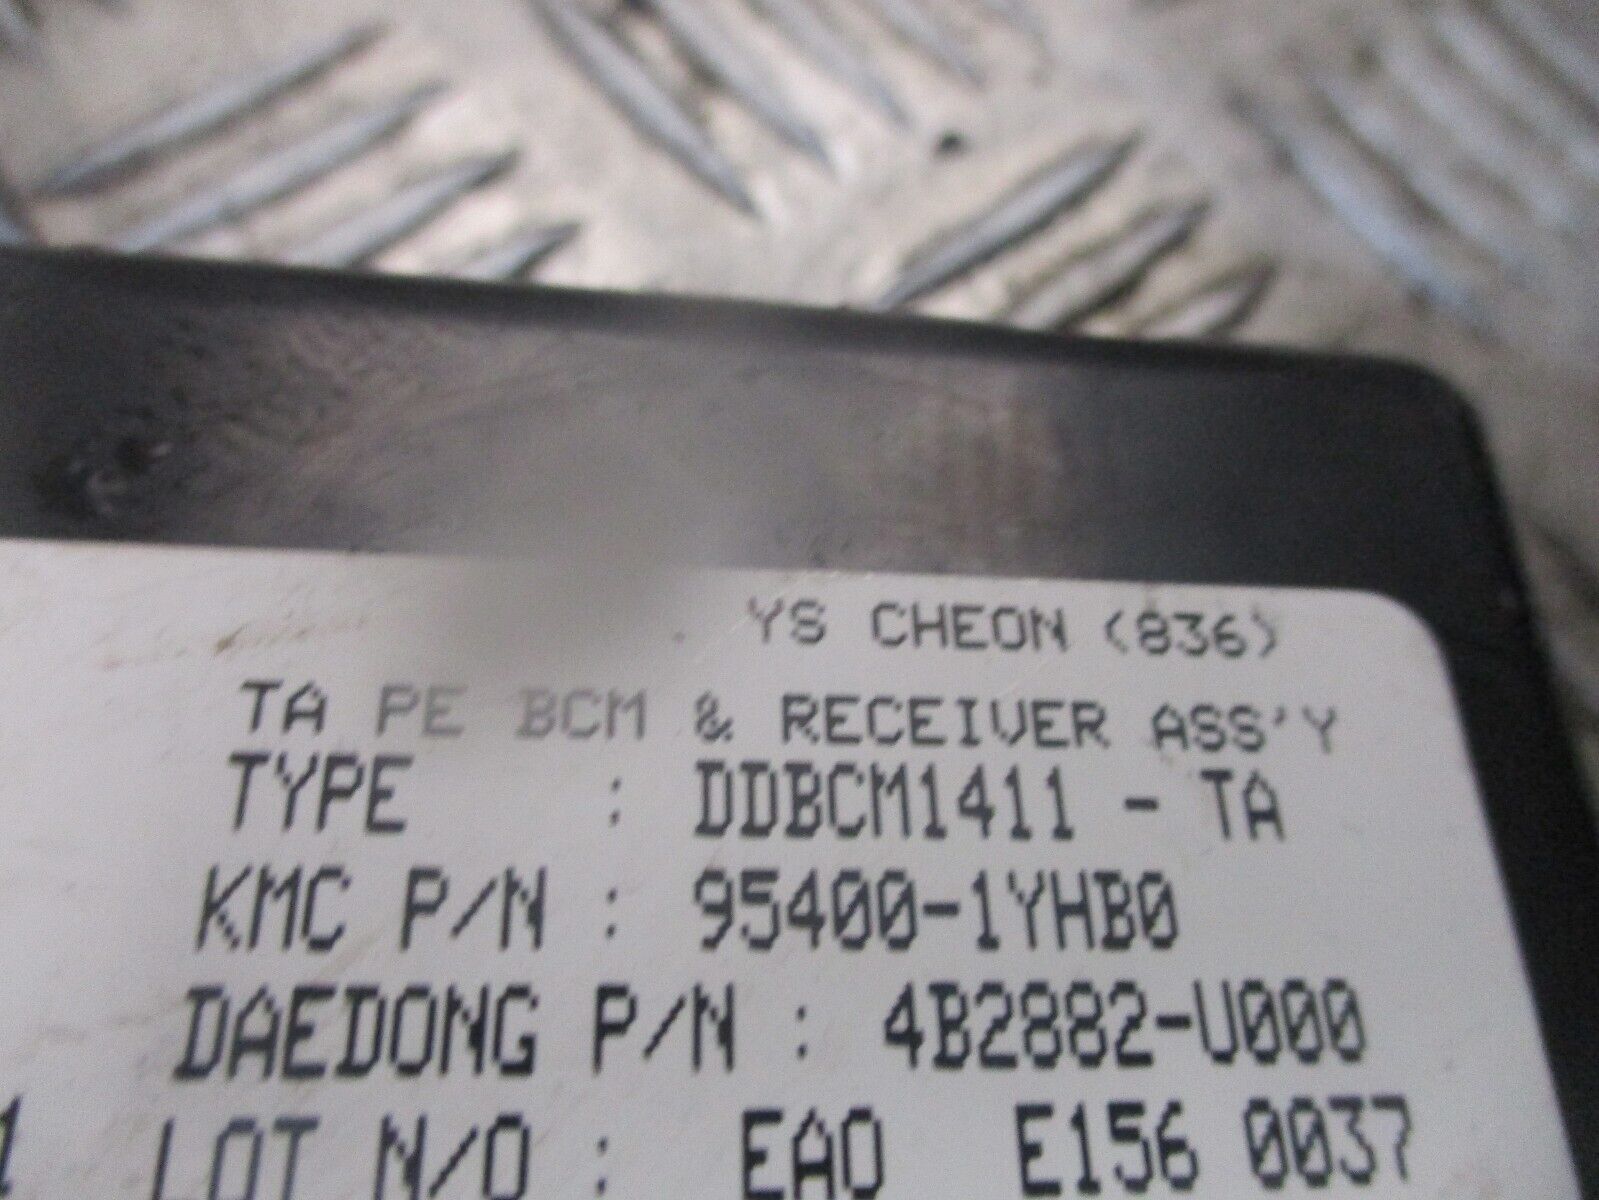 YS CHEON (836)
TA PE BCM & RECEIVER ASS'Y
TYPE : DDBCM1411 - TA
KMC P/N : 95400-1YHB0
DAEDONG P/N : 4B2882-U000
LOT N/O : EAO E156 0037